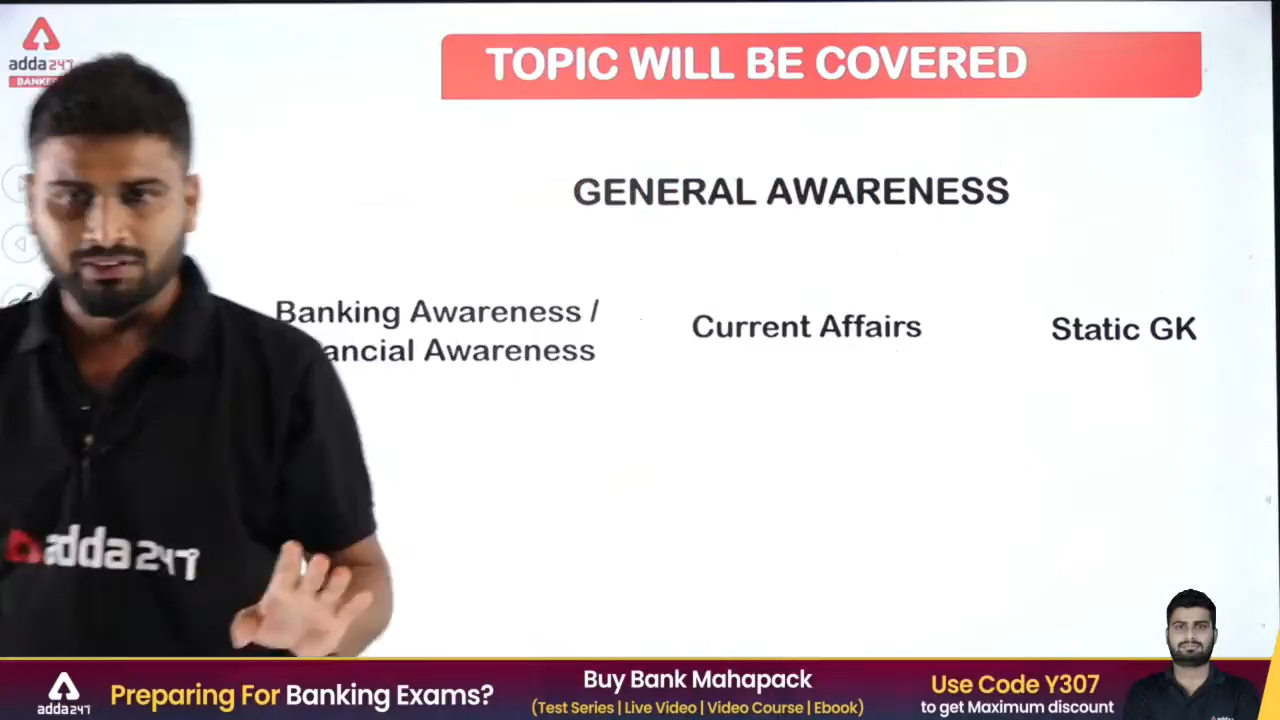 adda247
BANKERS
TOPIC WILL BE COVERED
GENERAL AWARENESS
Banking Awareness /
ancial Awareness
Current Affairs
Static GK
adda247
adda247
Preparing For Banking Exams?
Buy Bank Mahapack
(Test Series | Live Video | Video Course | Ebook)
Use Code Y307
to get Maximum discount